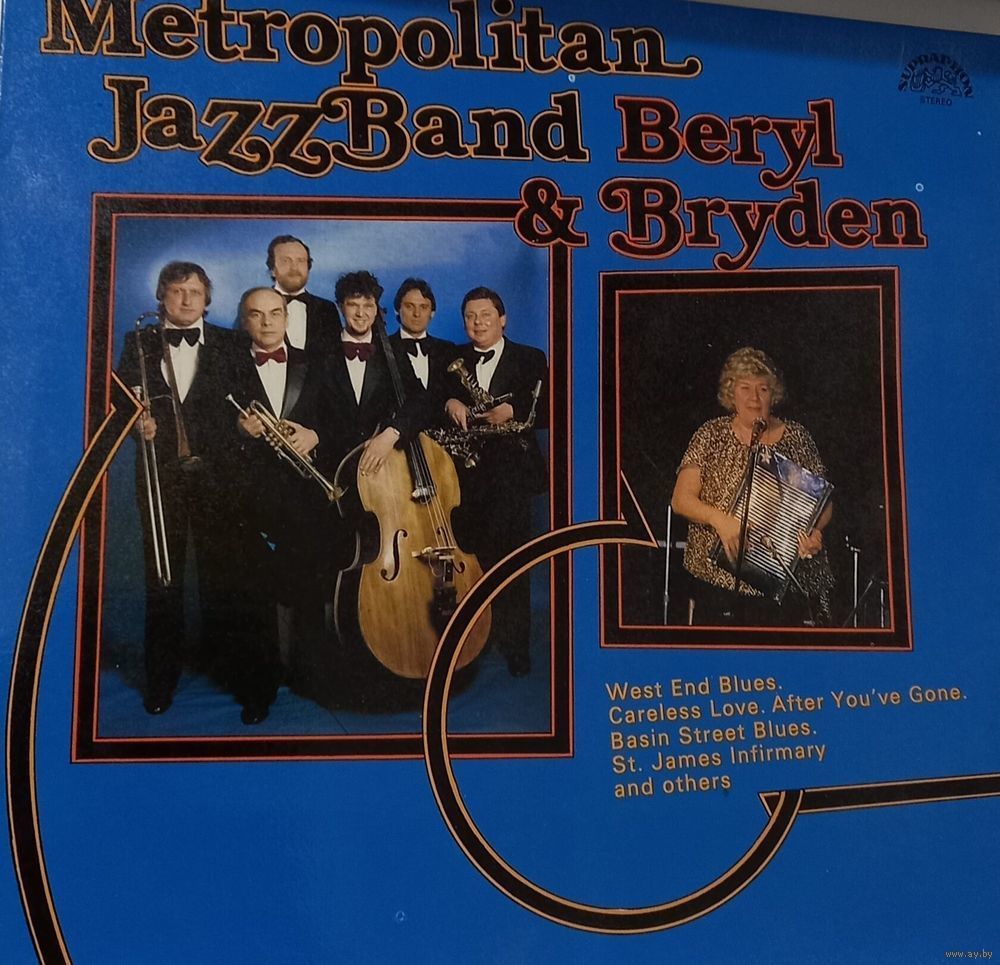 Metropolitan
JazzBand Beryl
& Bryden
SUPRAPHON
STEREO
West End Blues.
Careless Love. After You've Gone.
Basin Street Blues.
St. James Infirmary
and others
www.ay.by